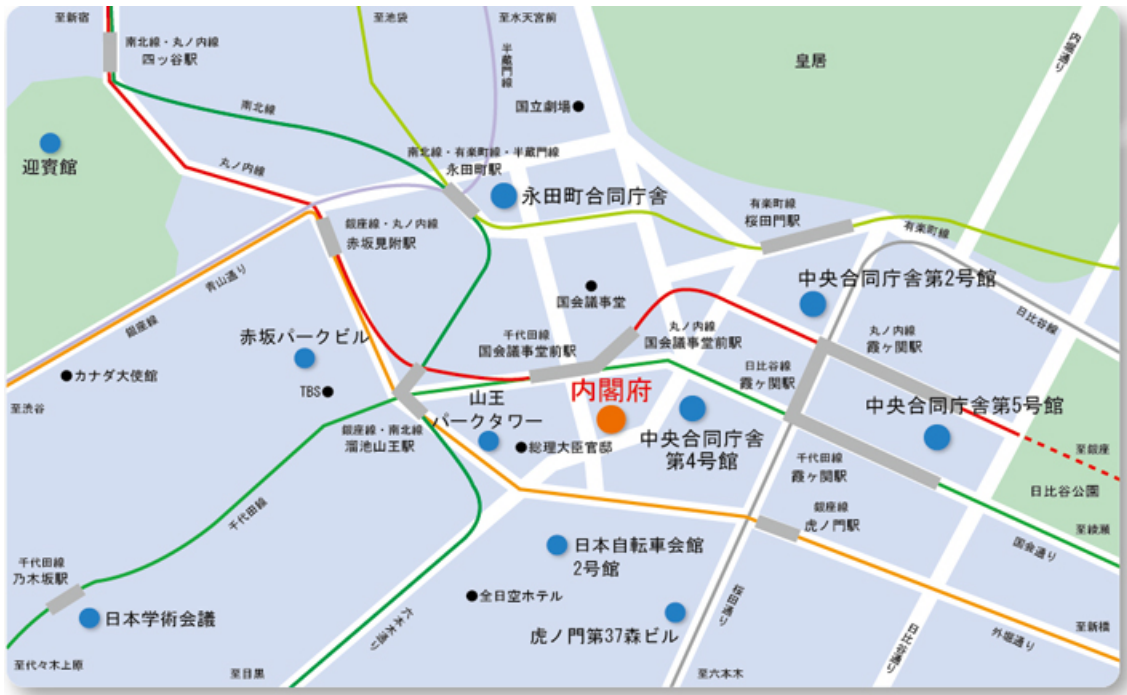 至新宿
至池袋
至水天宮前
内堀通り
南北線・丸ノ内線
四ッ谷駅
半蔵門線
皇居
南北線
国立劇場
迎賓館
丸ノ内線
南北線・有楽町線・半蔵門線
永田町駅
永田町合同庁舎
有楽町線
桜田門駅
有楽町線
銀座線・丸ノ内線
赤坂見附駅
青山通り
銀座線
中央合同庁舎第2号館
国会議事堂
日比谷線
赤坂パークビル
千代田線
国会議事堂前駅
丸ノ内線
国会議事堂前駅
丸ノ内線
霞ヶ関駅
日比谷線
霞ヶ関駅
カナダ大使館
TBS
内閣府
山王
パークタワー
中央合同庁舎第5号館
至渋谷
銀座線・南北線
溜池山王駅
総理大臣官邸
中央合同庁舎
第4号館
至銀座
千代田線
霞ヶ関駅
日比谷公園
千代田線
銀座線
虎ノ門駅
至綾瀬
国会通り
日本自転車会館
2号館
千代田線
乃木坂駅
全日空ホテル
日本学術会議
六本木通り
虎ノ門第37森ビル
桜田通り
日比谷通り
外堀通り
至新橋
至代々木上原
至目黒
至六本木